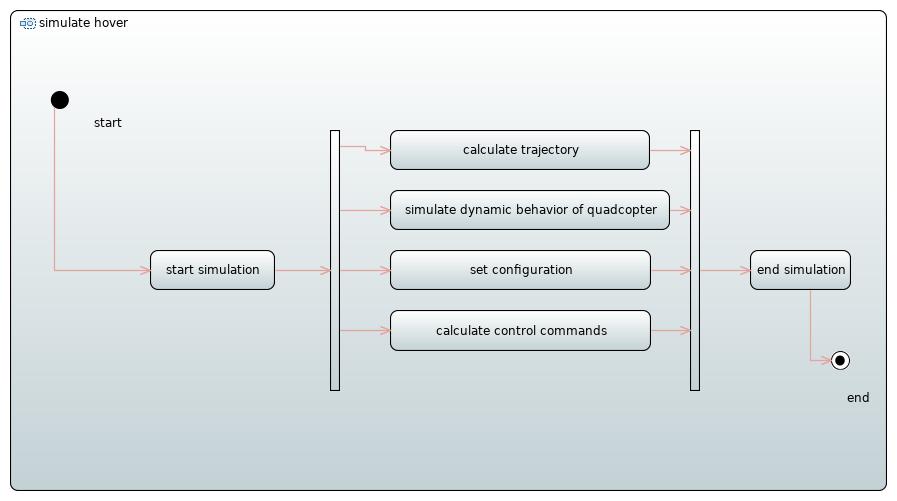 simulate hover
start
calculate trajectory
simulate dynamic behavior of quadcopter
start simulation
set configuration
end simulation
calculate control commands
end